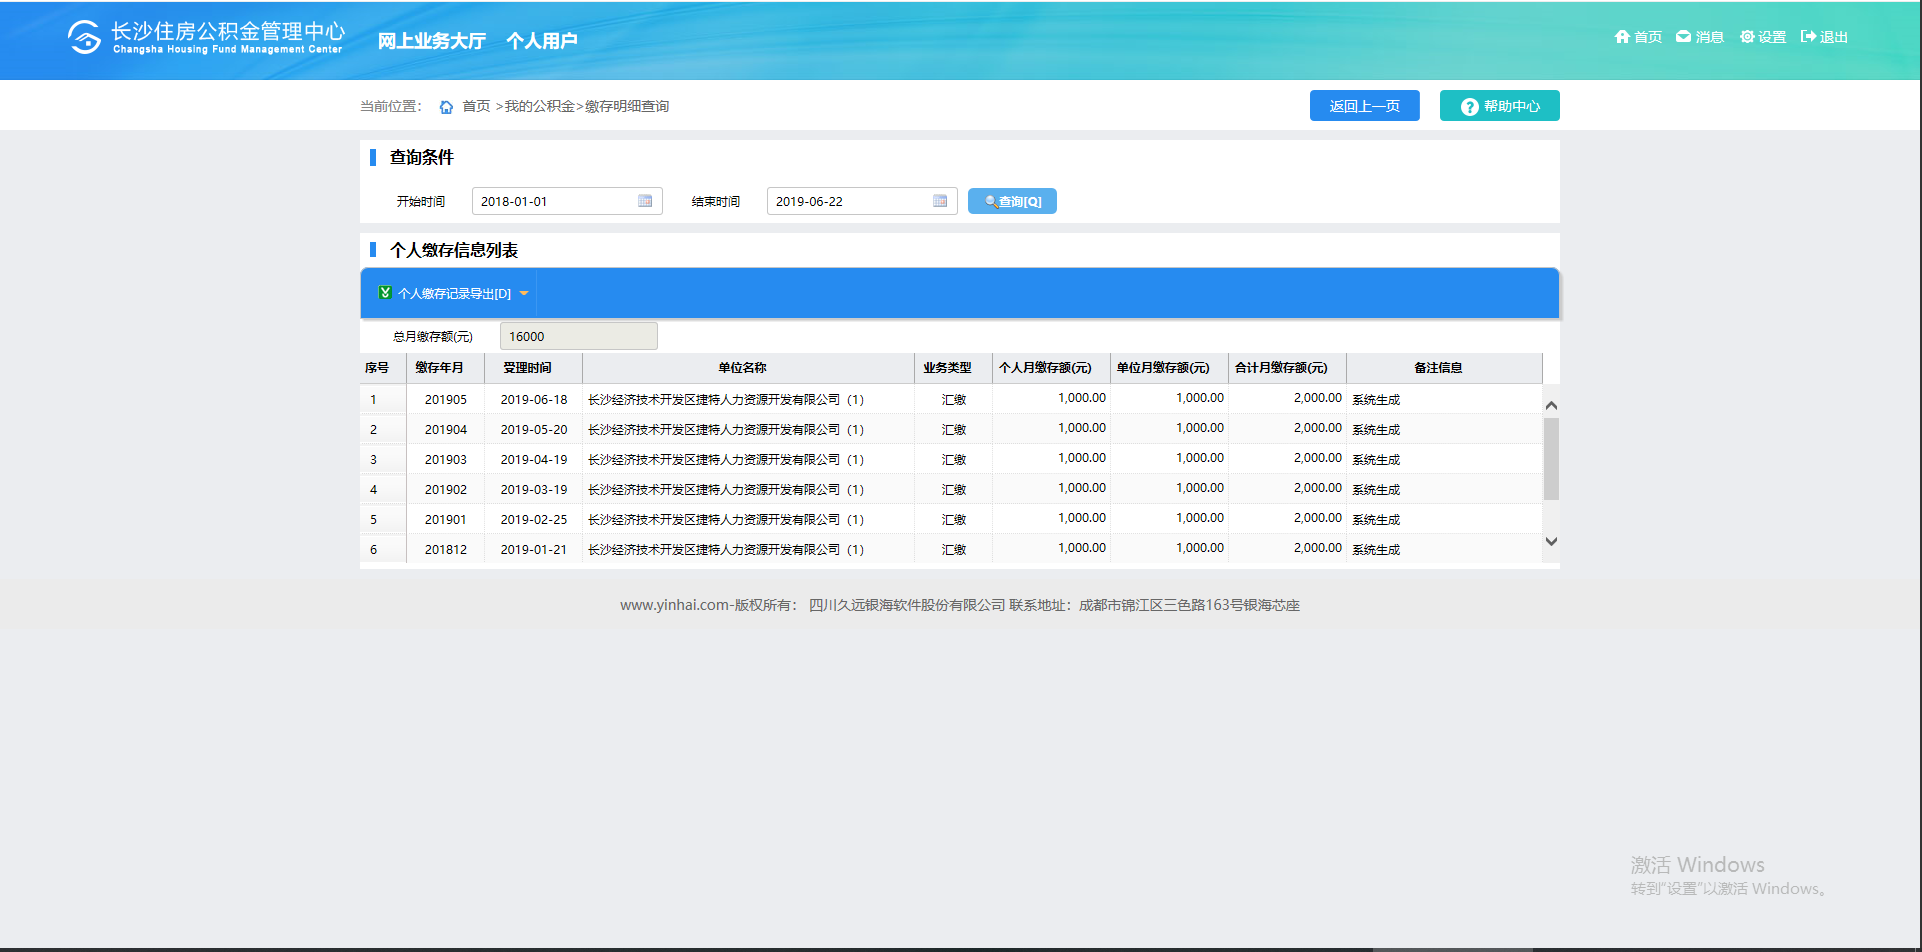 长沙住房公积金管理中心
Changsha Housing Fund Management Center
网上业务大厅 个人用户
首页 消息 设置 退出
当前位置： 首页 >我的公积金>缴存明细查询
返回上一页 帮助中心
查询条件
开始时间 2018-01-01 结束时间 2019-06-22 查询[Q]
个人缴存信息列表
个人缴存记录导出[D]
总月缴存额(元) 16000
序号 缴存年月 受理时间 单位名称 业务类型 个人月缴存额(元) 单位月缴存额(元) 合计月缴存额(元) 备注信息
1 201905 2019-06-18 长沙经济技术开发区捷特人力资源开发有限公司（1） 汇缴 1,000.00 1,000.00 2,000.00 系统生成
2 201904 2019-05-20 长沙经济技术开发区捷特人力资源开发有限公司（1） 汇缴 1,000.00 1,000.00 2,000.00 系统生成
3 201903 2019-04-19 长沙经济技术开发区捷特人力资源开发有限公司（1） 汇缴 1,000.00 1,000.00 2,000.00 系统生成
4 201902 2019-03-19 长沙经济技术开发区捷特人力资源开发有限公司（1） 汇缴 1,000.00 1,000.00 2,000.00 系统生成
5 201901 2019-02-25 长沙经济技术开发区捷特人力资源开发有限公司（1） 汇缴 1,000.00 1,000.00 2,000.00 系统生成
6 201812 2019-01-21 长沙经济技术开发区捷特人力资源开发有限公司（1） 汇缴 1,000.00 1,000.00 2,000.00 系统生成
www.yinhai.com-版权所有： 四川久远银海软件股份有限公司 联系地址：成都市锦江区三色路163号银海芯座
激活 Windows
转到"设置"以激活 Windows。